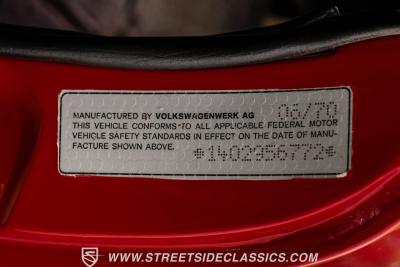 MANUFACTURED BY VOLKSWAGENWERK AG 06/70
THIS VEHICLE CONFORMS TO ALL APPLICABLE FEDERAL MOTOR
VEHICLE SAFETY STANDARDS IN EFFECT ON THE DATE OF MANU-
FACTURE SHOWN ABOVE. *1402956772*
WWW.STREETSIDECLASSICS.COM